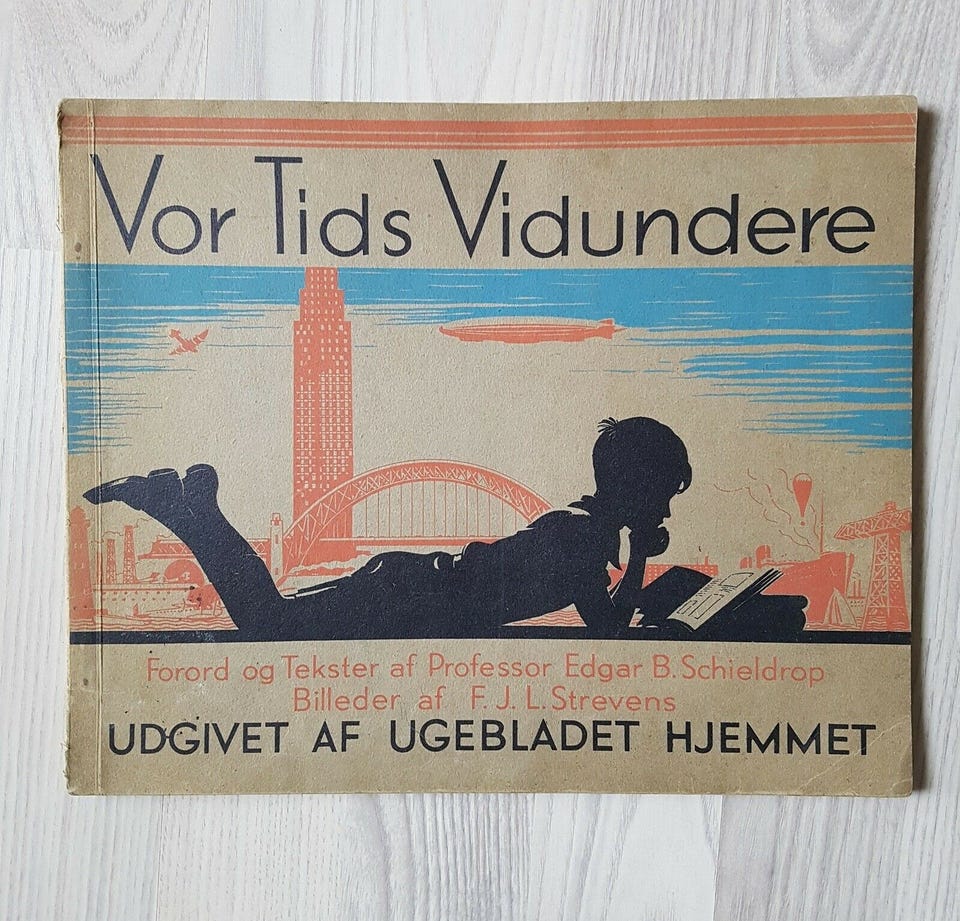 Vor Tids Vidundere
Forord og Tekster af Professor Edgar B. Schieldrop
Billeder af F. J. L. Strevens
UDGIVET AF UGEBLADET HJEMMET